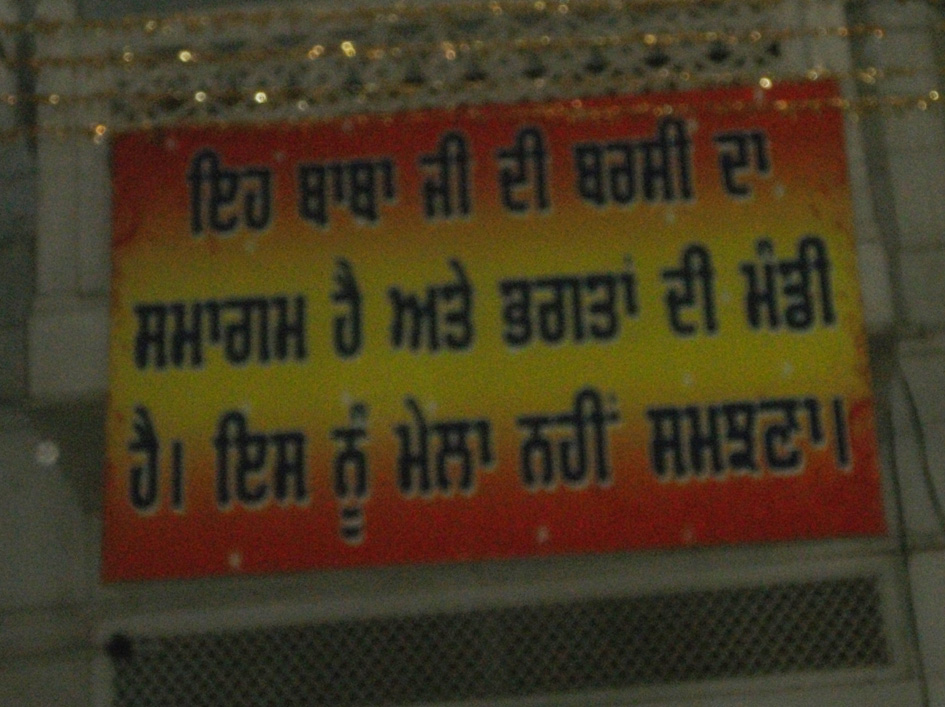 ਇਹ ਬਾਬਾ ਜੀ ਦੀ ਬਰਸੀ ਦਾ
ਸਮਾਗਮ ਹੈ ਅਤੇ ਭਗਤਾਂ ਦੀ ਮੰਡੀ
ਹੈ। ਇਸ ਨੂੰ ਮੇਲਾ ਨਹੀਂ ਸਮਝਣਾ।